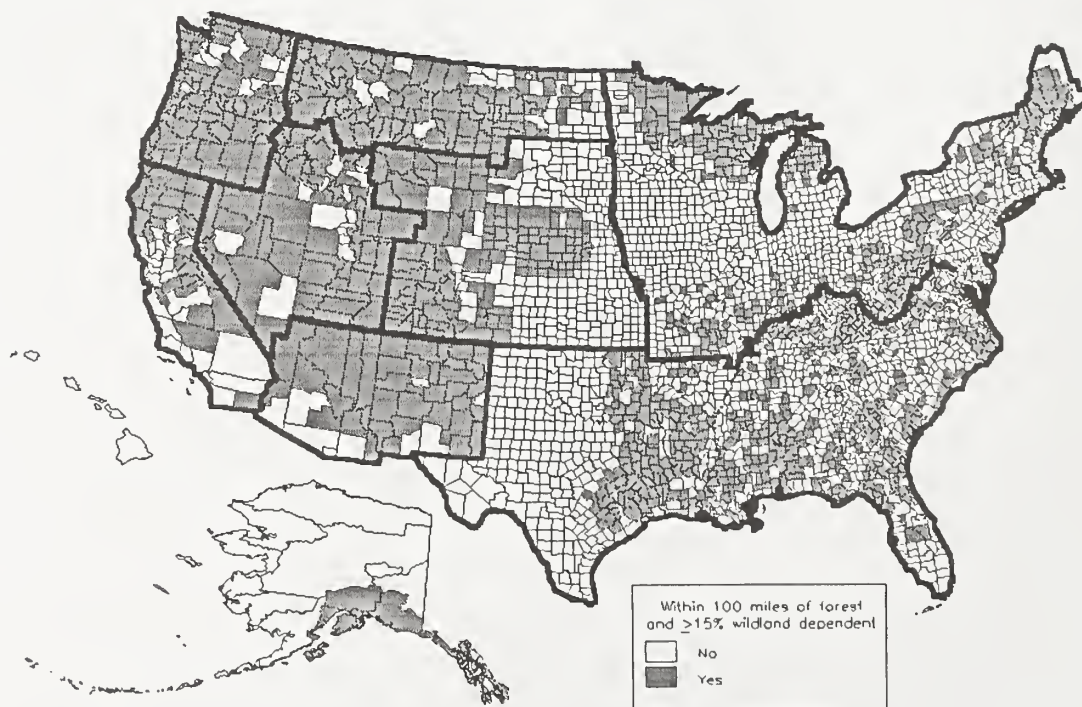 Within 100 miles of forest
and ≥15% wildland dependent
No
Yes